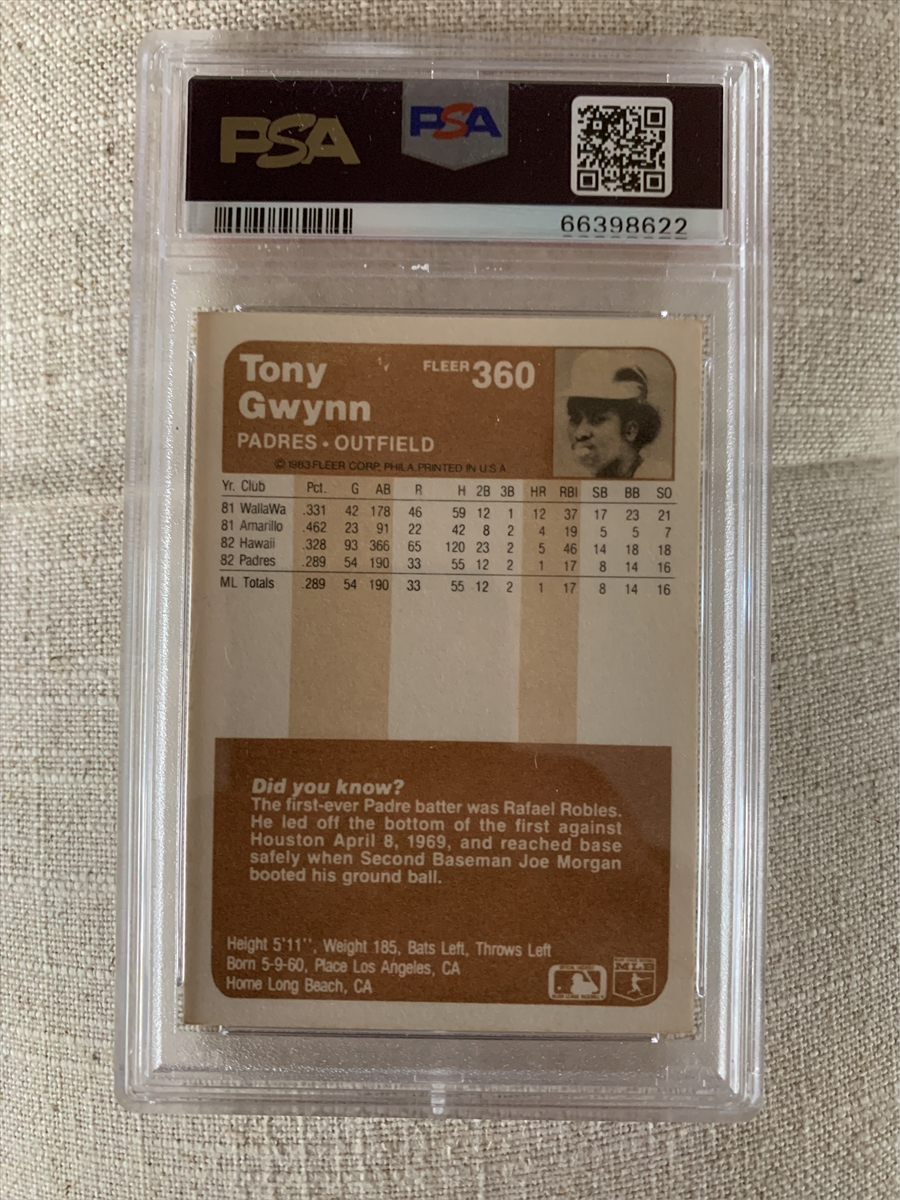 PSA PSA
66398622
Tony
Gwynn
FLEER 360
PADRES • OUTFIELD
© 1983 FLEER CORP., PHILA. PRINTED IN U S A
Yr. Club Pct. G AB R H 2B 3B HR RBI SB BB SO
81 WallaWa .331 42 178 46 59 12 1 12 37 17 23 21
81 Amarillo .462 23 91 22 42 8 2 4 19 5 5 7
82 Hawaii .328 93 366 65 120 23 2 5 46 14 18 18
82 Padres .289 54 190 33 55 12 2 1 17 8 14 16
ML Totals .289 54 190 33 55 12 2 1 17 8 14 16
Did you know?
The first-ever Padre batter was Rafael Robles.
He led off the bottom of the first against
Houston April 8, 1969, and reached base
safely when Second Baseman Joe Morgan
booted his ground ball.
Height 5'11'', Weight 185, Bats Left, Throws Left
Born 5-9-60, Place Los Angeles, CA
Home Long Beach, CA